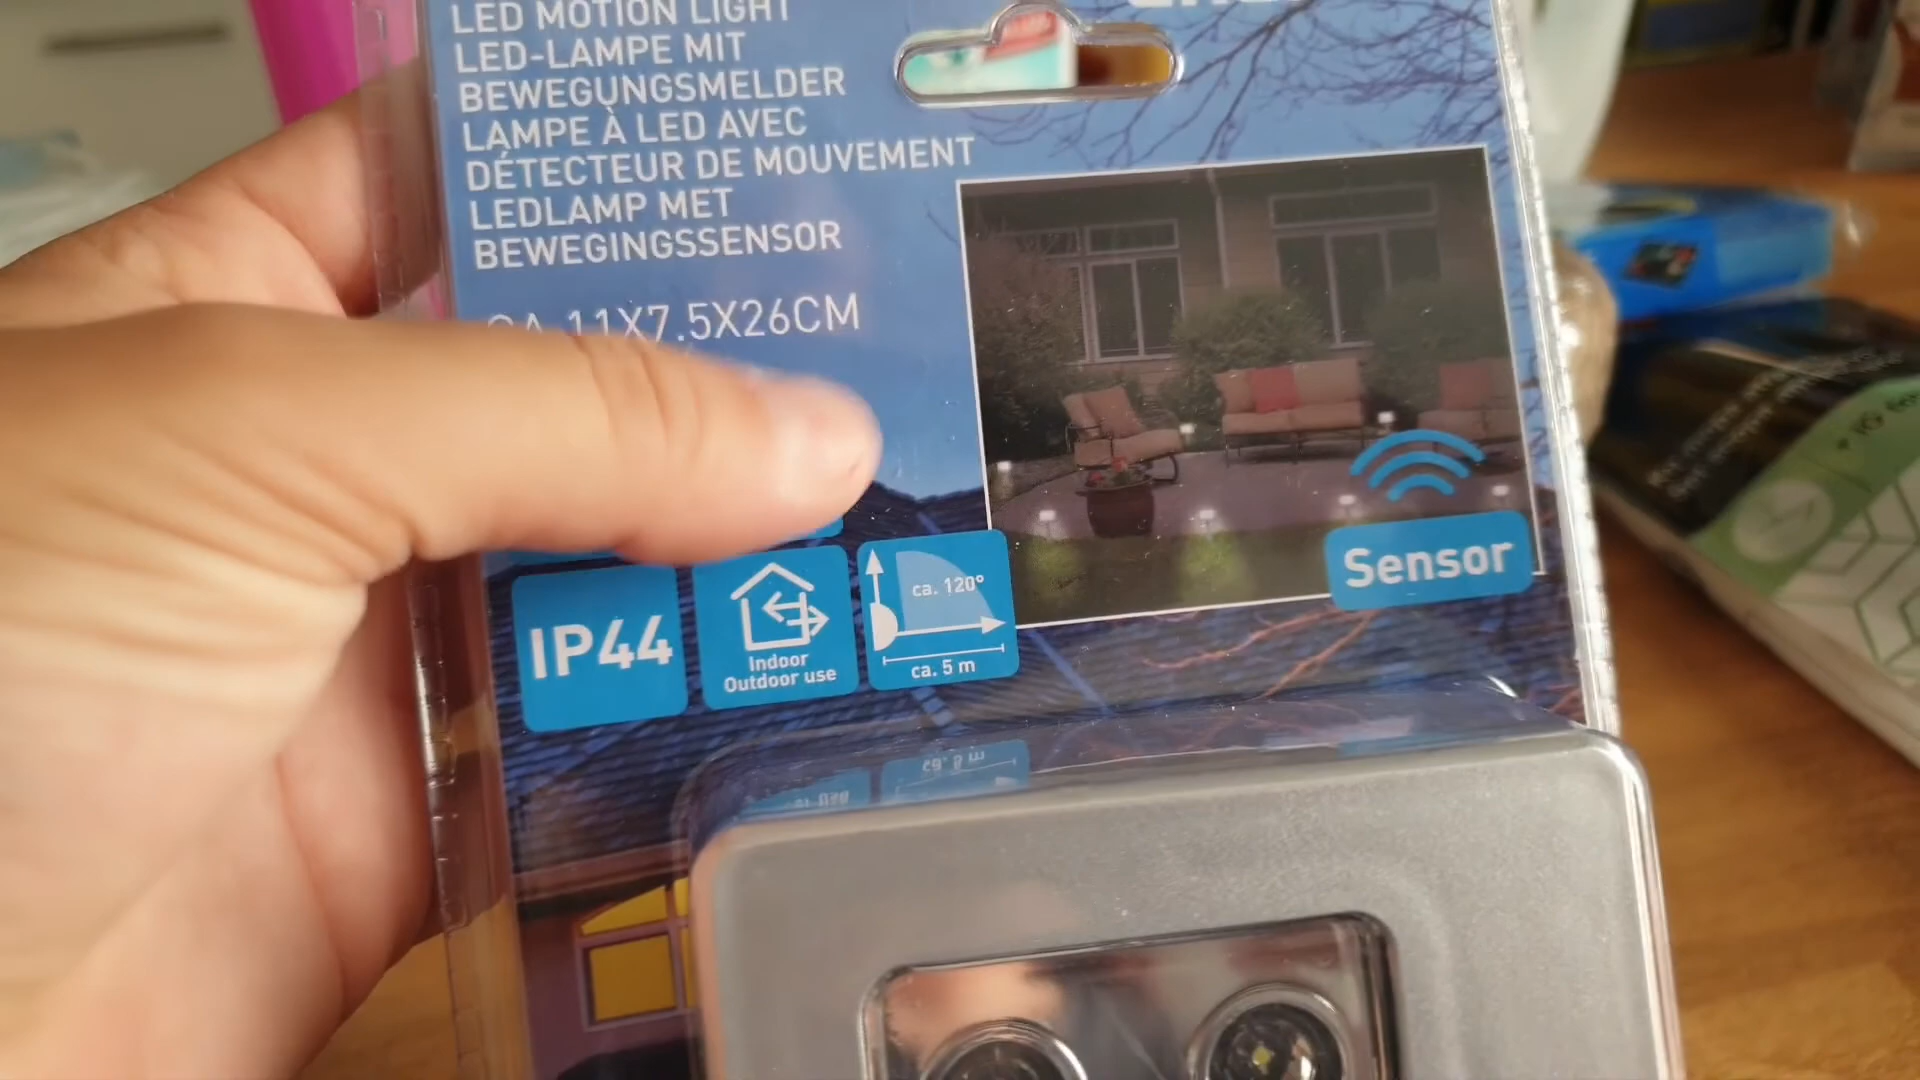 LED MOTION LIGHT
LED-LAMPE MIT
BEWEGUNGSMELDER
LAMPE À LED AVEC
DÉTECTEUR DE MOUVEMENT
LEDLAMP MET
BEWEGINGSSENSOR
CA. 11X7.5X26CM
Sensor
IP44
Indoor
Outdoor use
ca. 120°
ca. 5 m